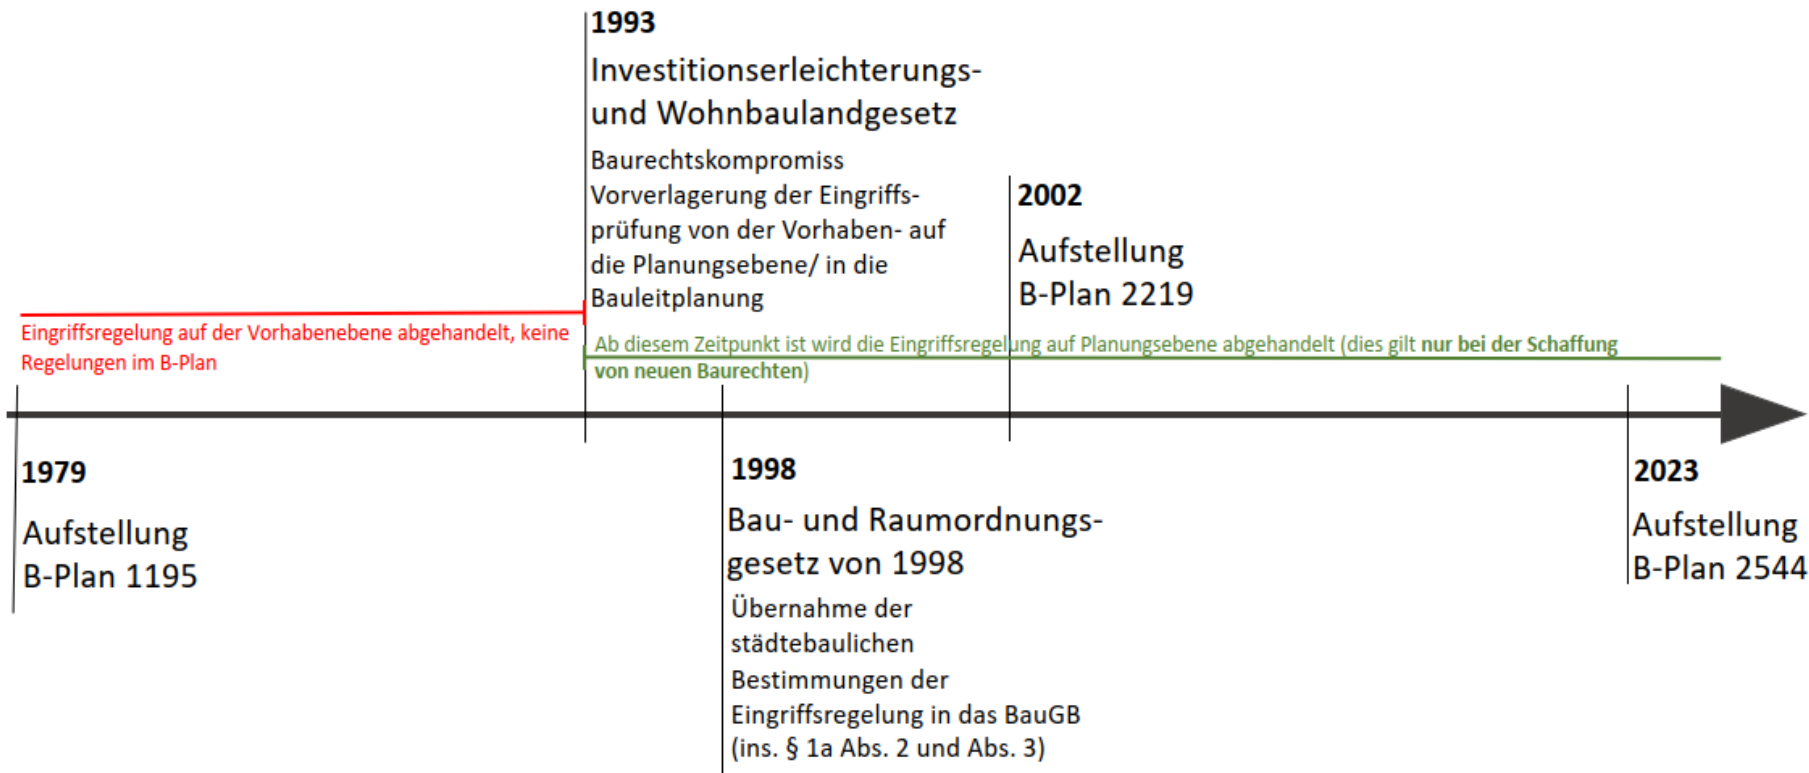 1993
Investitionserleichterungs-
und Wohnbaulandgesetz
Baurechtskompromiss
Vorverlagerung der Eingriffs-
prüfung von der Vorhaben- auf
die Planungsebene/ in die
Bauleitplanung
2002
Aufstellung
B-Plan 2219
Eingriffsregelung auf der Vorhabenebene abgehandelt, keine
Regelungen im B-Plan
Ab diesem Zeitpunkt ist wird die Eingriffsregelung auf Planungsebene abgehandelt (dies gilt nur bei der Schaffung
von neuen Baurechten)
1979
Aufstellung
B-Plan 1195
1998
Bau- und Raumordnungs-
gesetz von 1998
Übernahme der
städtebaulichen
Bestimmungen der
Eingriffsregelung in das BauGB
(ins. § 1a Abs. 2 und Abs. 3)
2023
Aufstellung
B-Plan 2544